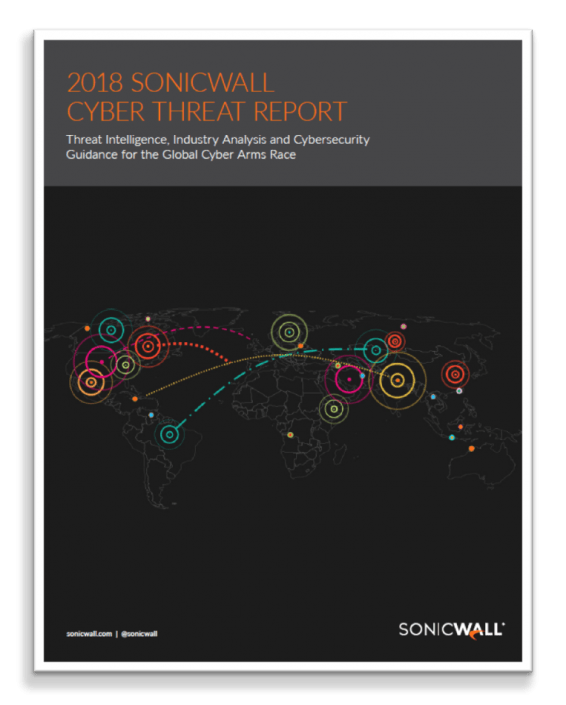 2018 SONICWALL
CYBER THREAT REPORT
Threat Intelligence, Industry Analysis and Cybersecurity
Guidance for the Global Cyber Arms Race
sonicwall.com | @sonicwall
SONICWALL